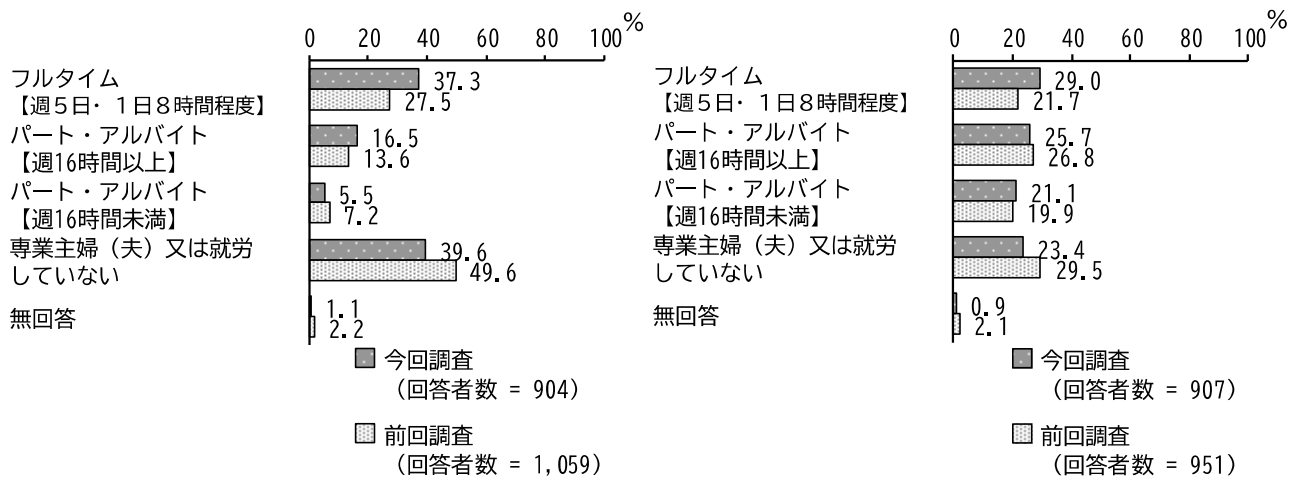 %
0 20 40 60 80 100
フルタイム
【週5日・1日8時間程度】
37.3
27.5
パート・アルバイト
【週16時間以上】
16.5
13.6
パート・アルバイト
【週16時間未満】
5.5
7.2
専業主婦（夫）又は就労
していない
39.6
49.6
無回答
1.1
2.2
今回調査
（回答者数 = 904）
前回調査
（回答者数 = 1,059）
%
0 20 40 60 80 100
フルタイム
【週5日・1日8時間程度】
29.0
21.7
パート・アルバイト
【週16時間以上】
25.7
26.8
パート・アルバイト
【週16時間未満】
21.1
19.9
専業主婦（夫）又は就労
していない
23.4
29.5
無回答
0.9
2.1
今回調査
（回答者数 = 907）
前回調査
（回答者数 = 951）